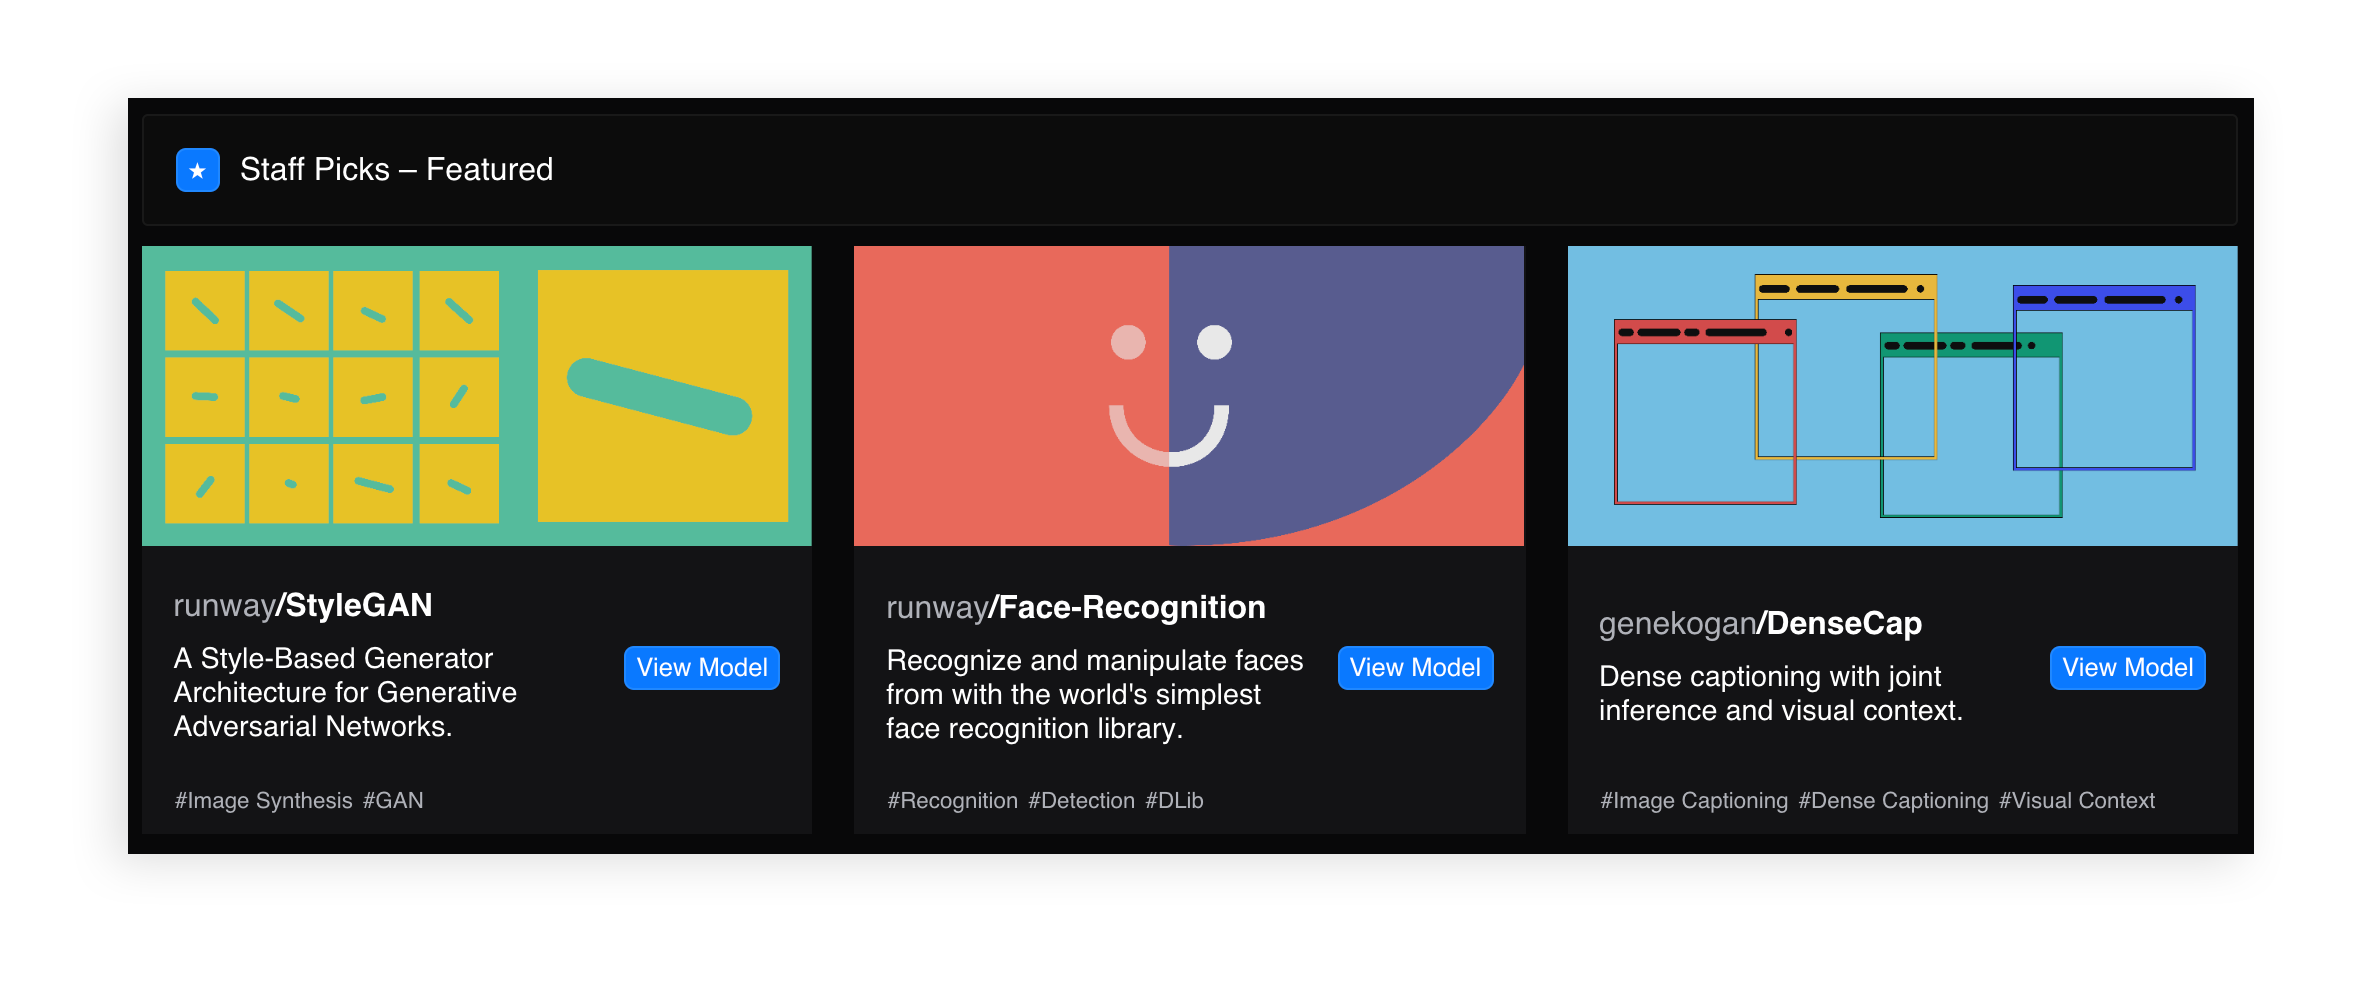 Staff Picks – Featured
runway/StyleGAN
A Style-Based Generator
Architecture for Generative
Adversarial Networks.
View Model
#Image Synthesis #GAN
runway/Face-Recognition
Recognize and manipulate faces
from with the world's simplest
face recognition library.
View Model
#Recognition #Detection #DLib
genekogan/DenseCap
Dense captioning with joint
inference and visual context.
View Model
#Image Captioning #Dense Captioning #Visual Context